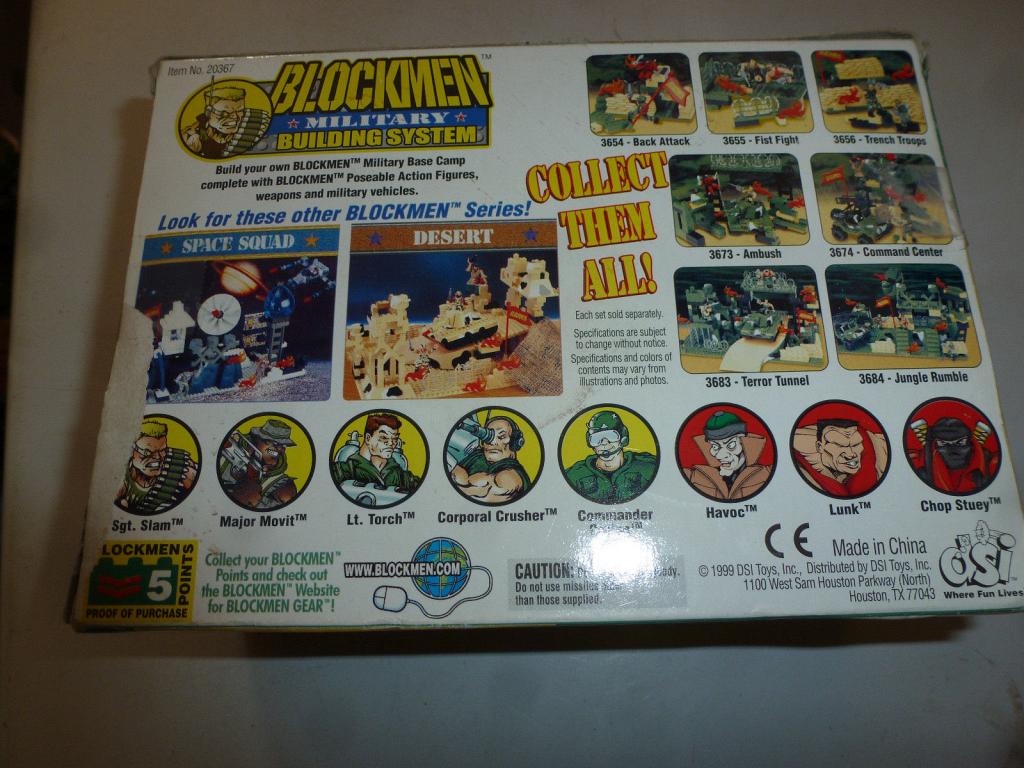 Item No. 20367
BLOCKMEN™
MILITARY
BUILDING SYSTEM
Build your own BLOCKMEN™ Military Base Camp
complete with BLOCKMEN™ Poseable Action Figures,
weapons and military vehicles.
Look for these other BLOCKMEN™ Series!
SPACE SQUAD
DESERT
COLLECT
THEM
ALL!
Each set sold separately.
Specifications are subject
to change without notice.
Specifications and colors of
contents may vary from
illustrations and photos.
3654 - Back Attack
3655 - Fist Fight
3656 - Trench Troops
3673 - Ambush
3674 - Command Center
3683 - Terror Tunnel
3684 - Jungle Rumble
Sgt. Slam™
Major Movit™
Lt. Torch™
Corporal Crusher™
Commander
Havoc™
Lunk™
Chop Stuey™
LOCKMEN
POINTS
5
PROOF OF PURCHASE
Collect your BLOCKMEN™
Points and check out
the BLOCKMEN™ Website
for BLOCKMEN GEAR™!
WWW.BLOCKMEN.COM
CAUTION:
Do not use missiles
than those supplied.
CE
Made in China
© 1999 DSI Toys, Inc., Distributed by DSI Toys, Inc.
1100 West Sam Houston Parkway (North)
Houston, TX 77043
dsi™
Where Fun Lives